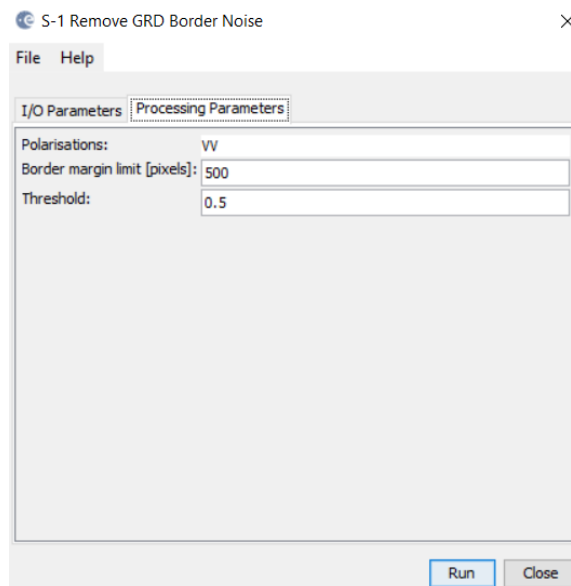 S-1 Remove GRD Border Noise
File Help
I/O Parameters Processing Parameters
Polarisations: VV
Border margin limit [pixels]: 500
Threshold: 0.5
Run Close